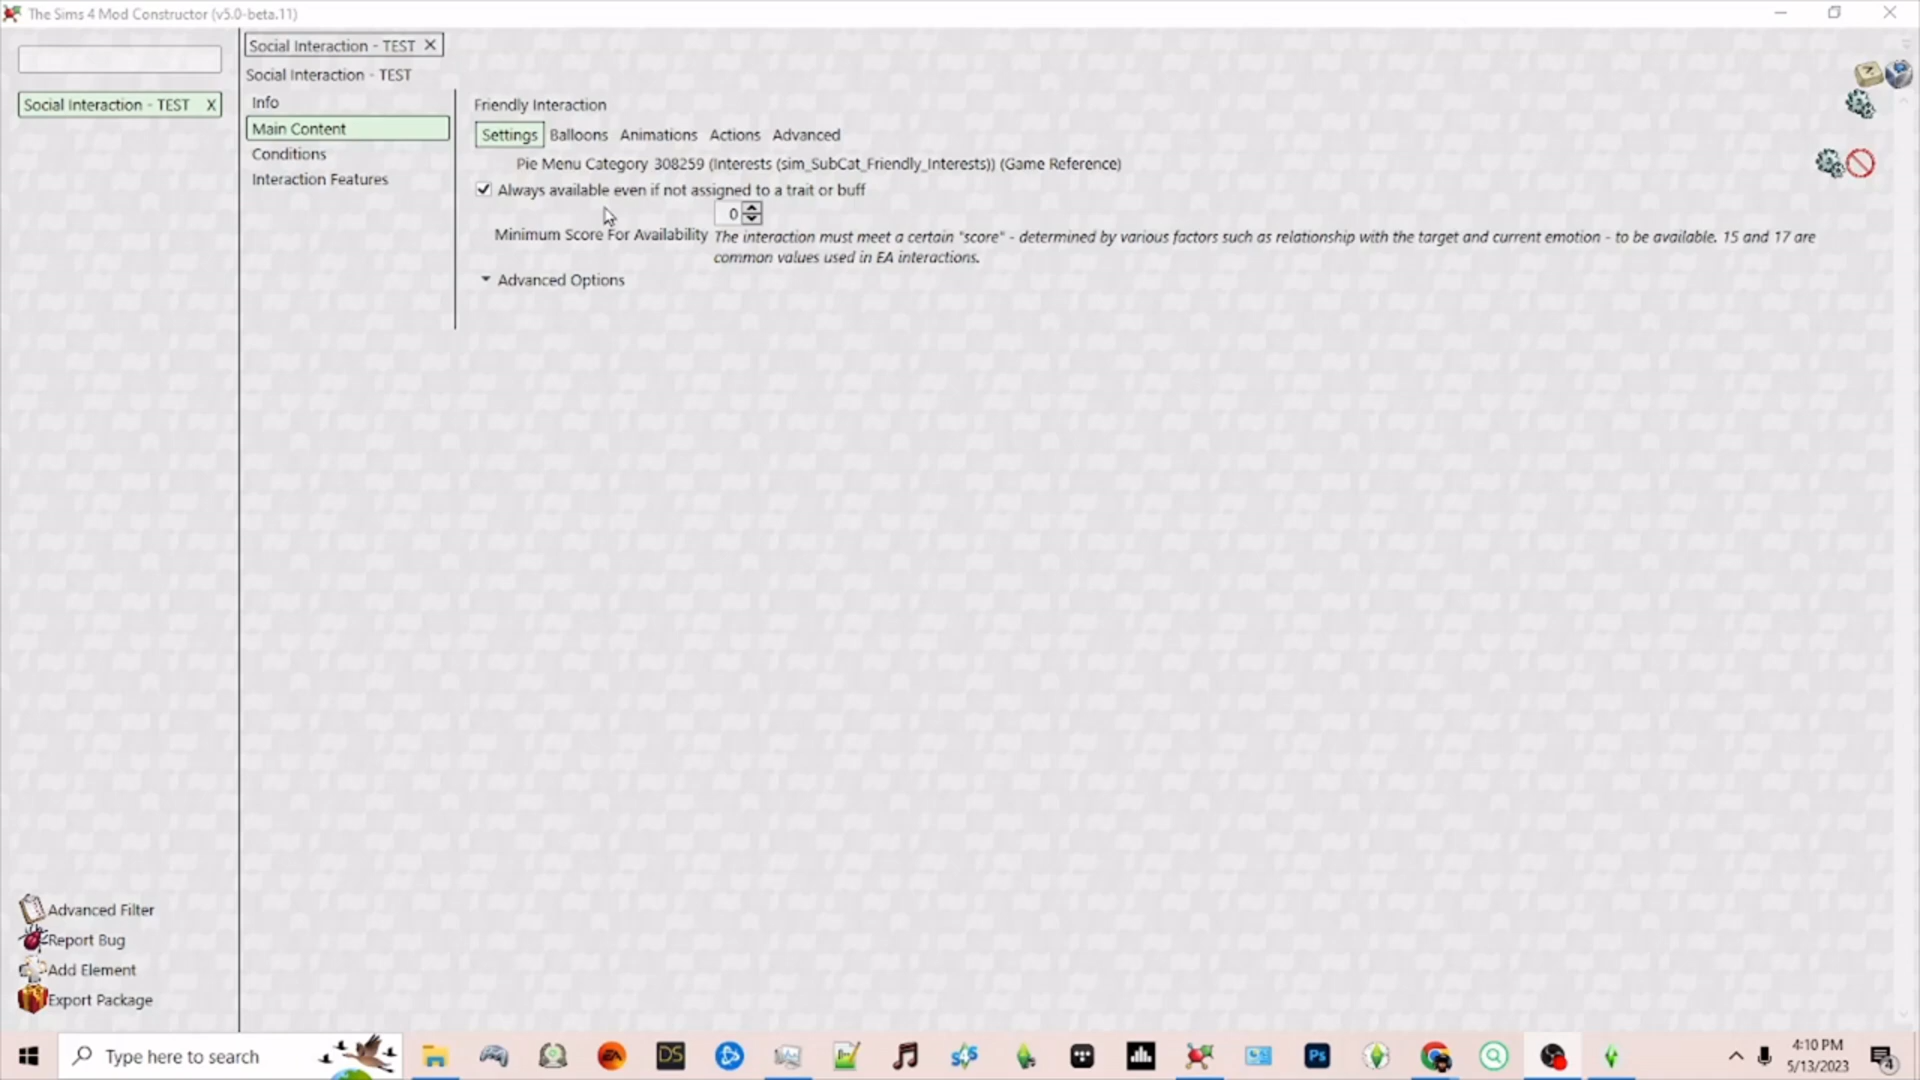 The Sims 4 Mod Constructor (v5.0-beta.11)
Social Interaction - TEST X
Social Interaction - TEST
Social Interaction - TEST X
Info
Main Content
Conditions
Interaction Features
Friendly Interaction
Settings Balloons Animations Actions Advanced
Pie Menu Category 308259 (Interests (sim_SubCat_Friendly_Interests)) (Game Reference)
Always available even if not assigned to a trait or buff
0
Minimum Score For Availability The interaction must meet a certain "score" - determined by various factors such as relationship with the target and current emotion - to be available. 15 and 17 are
common values used in EA interactions.
Advanced Options
Advanced Filter
Report Bug
Add Element
Export Package
Type here to search
EA
DS
S4S
Ps
4:10 PM
5/13/2023
4